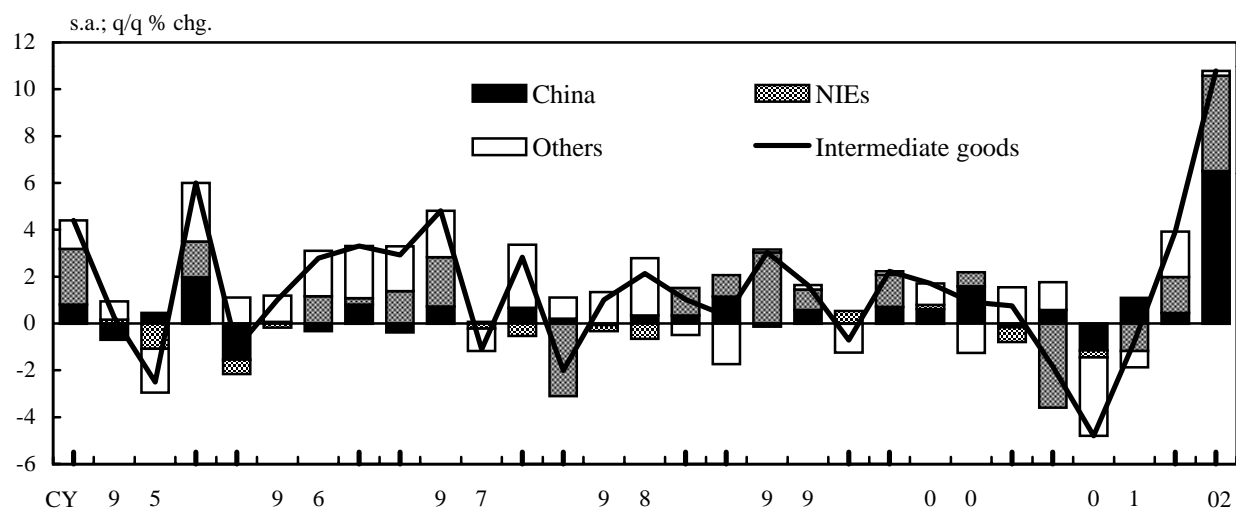 s.a.; q/q % chg.
12
10
8
6
4
2
0
-2
-4
-6
China
NIEs
Others
Intermediate goods
CY 9 5 9 6 9 7 9 8 9 9 0 0 0 1 02